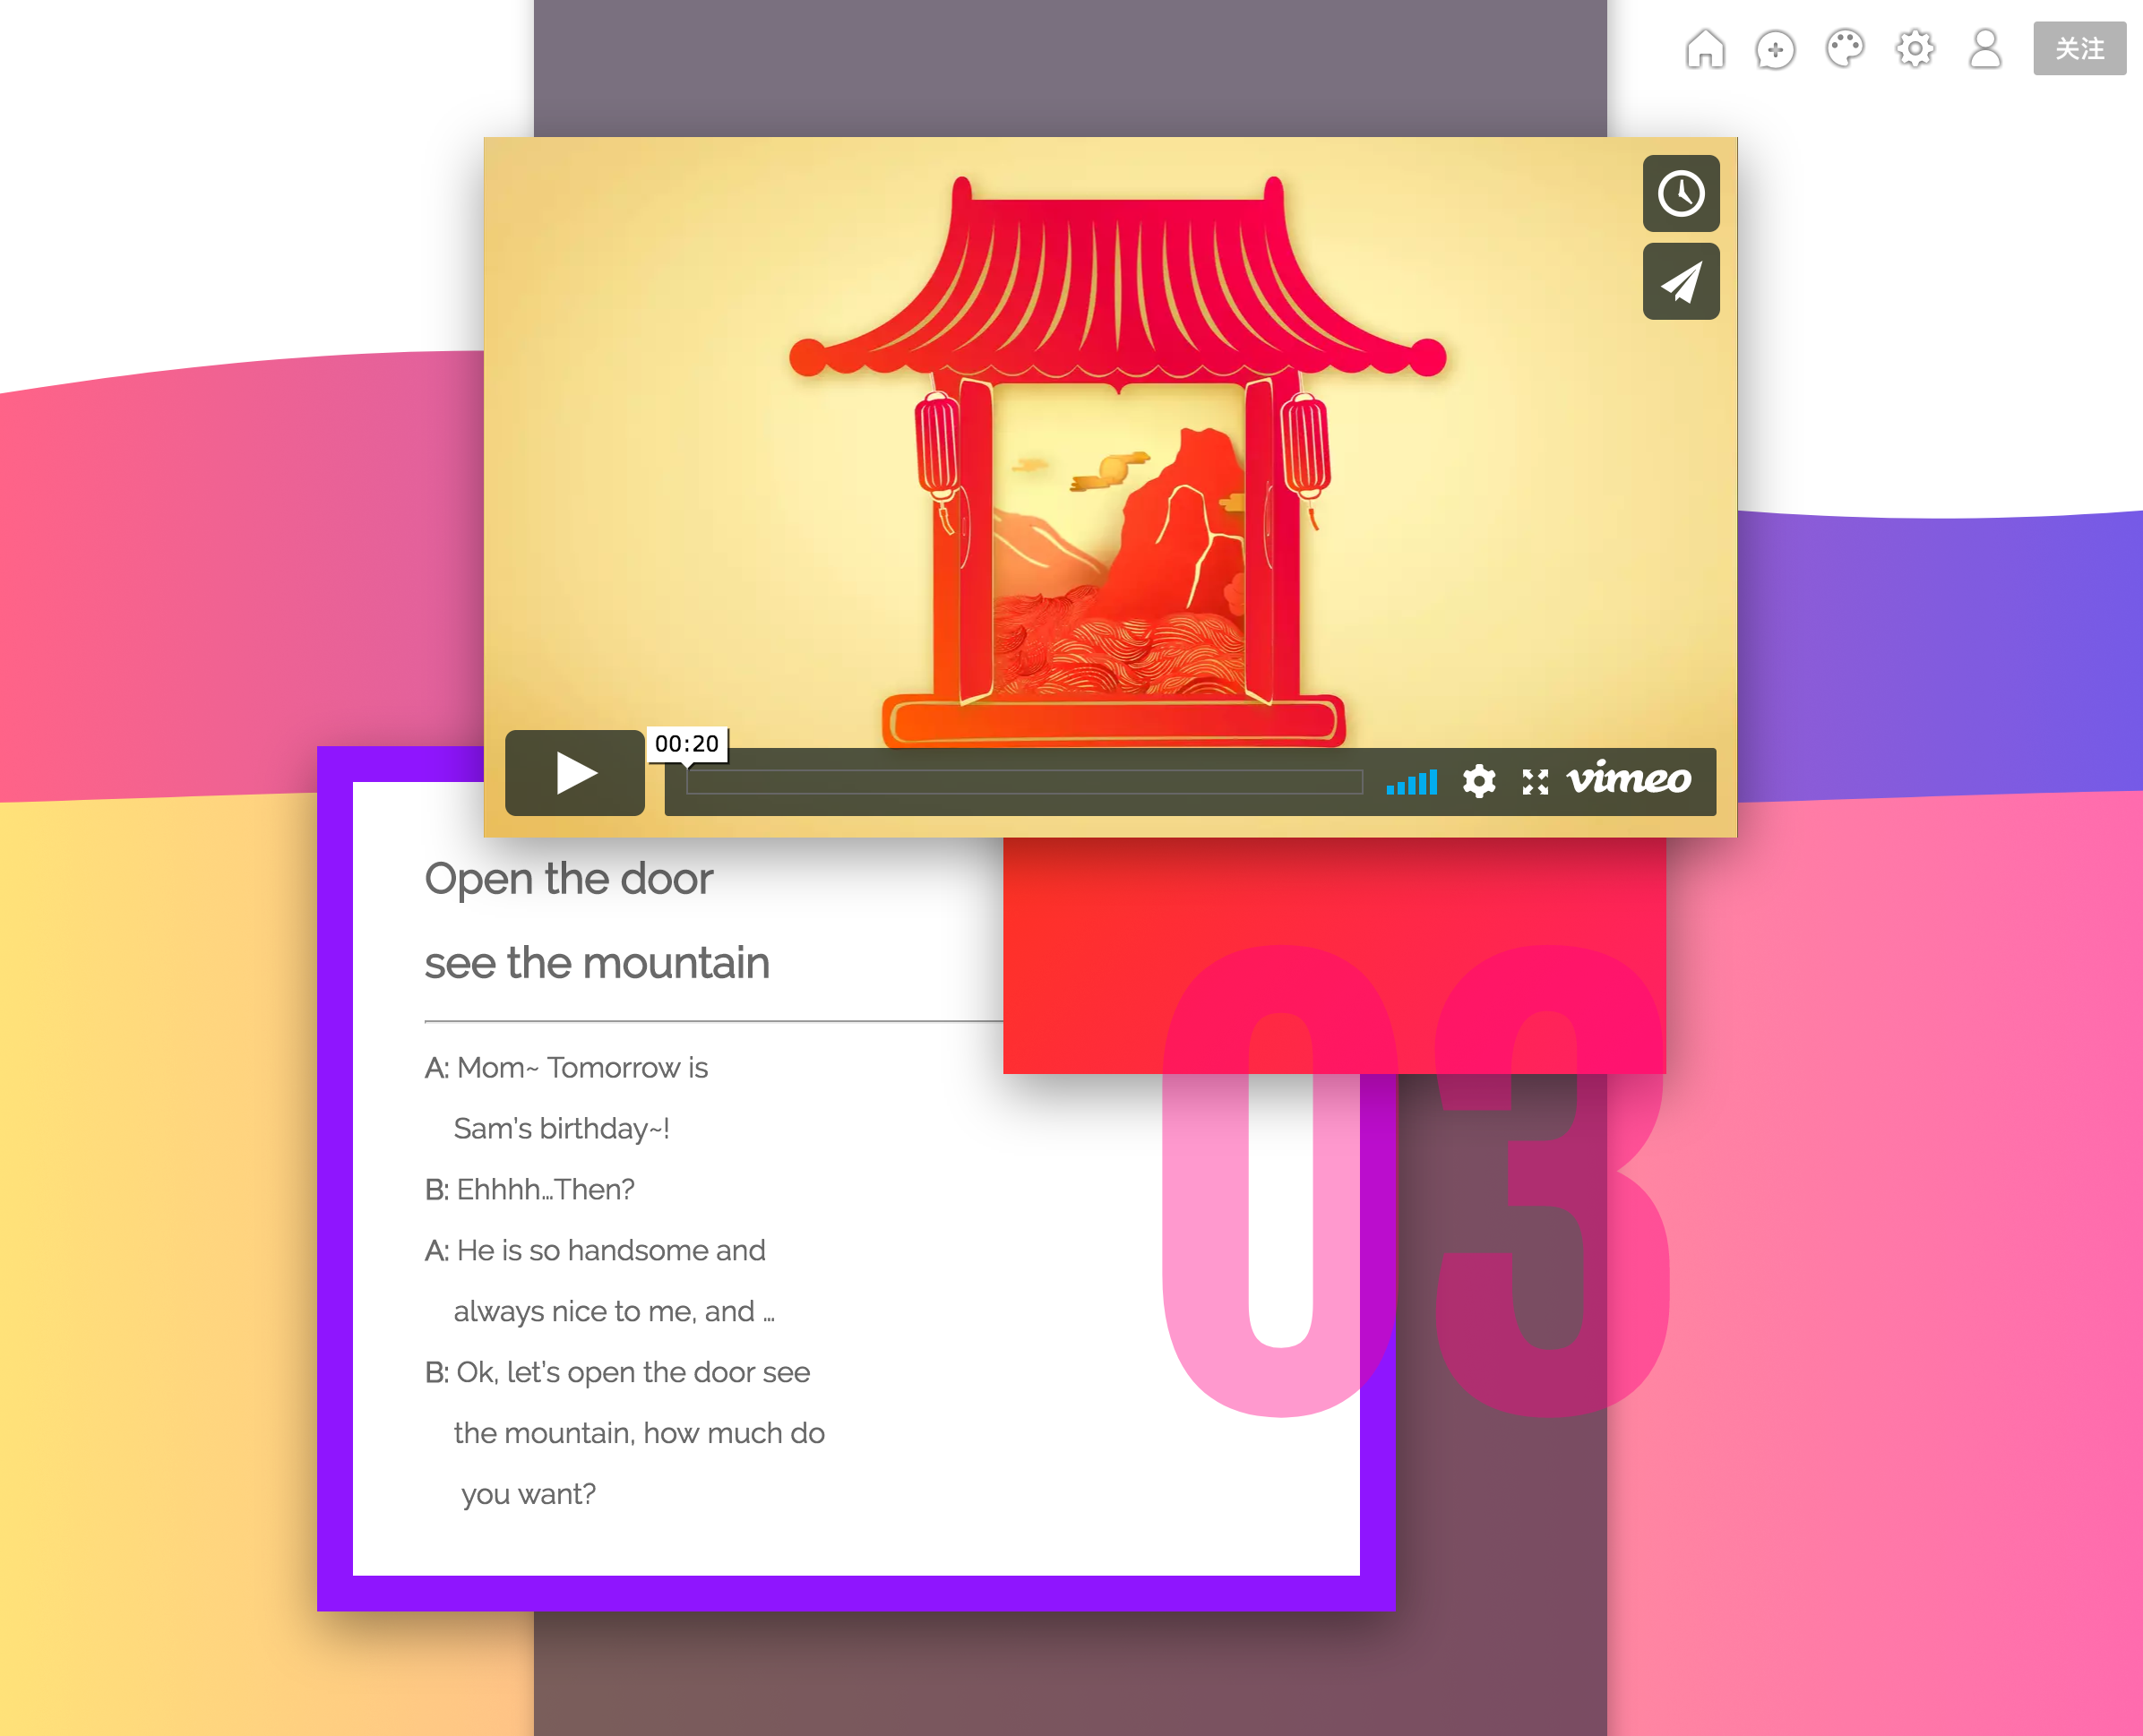 关注
00:20
vimeo
Open the door
see the mountain
A: Mom~ Tomorrow is
Sam's birthday~!
B: Ehhhh...Then?
A: He is so handsome and
always nice to me, and ...
B: Ok, let's open the door see
the mountain, how much do
you want?
03